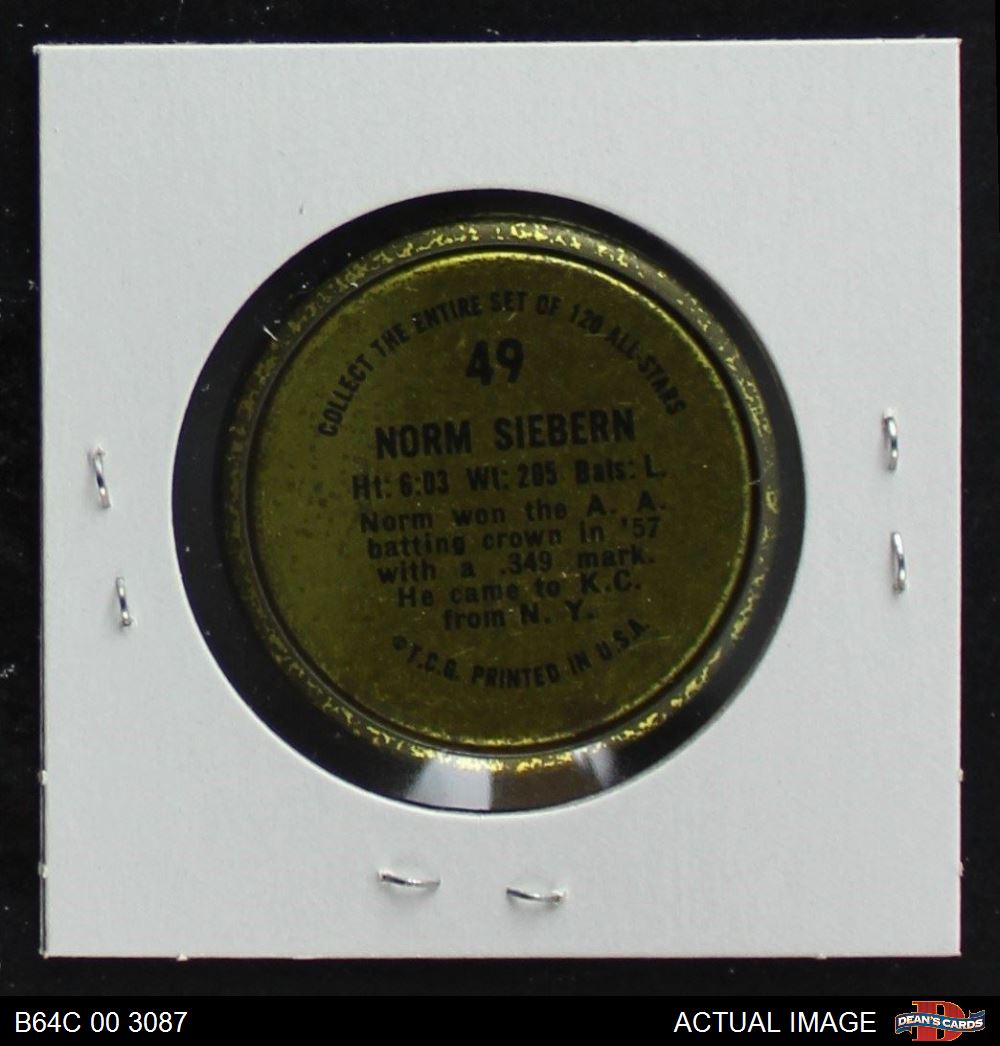 COLLECT THE ENTIRE SET OF 120 ALL-STARS
49
NORM SIEBERN
Ht: 6:03 Wt: 205 Bats: L.
Norm won the A. A.
batting crown in '57
with a .349 mark.
He came to K.C.
from N. Y.
©T.C.G. PRINTED IN U.S.A.
B64C 00 3087
ACTUAL IMAGE
DEAN'S CARDS